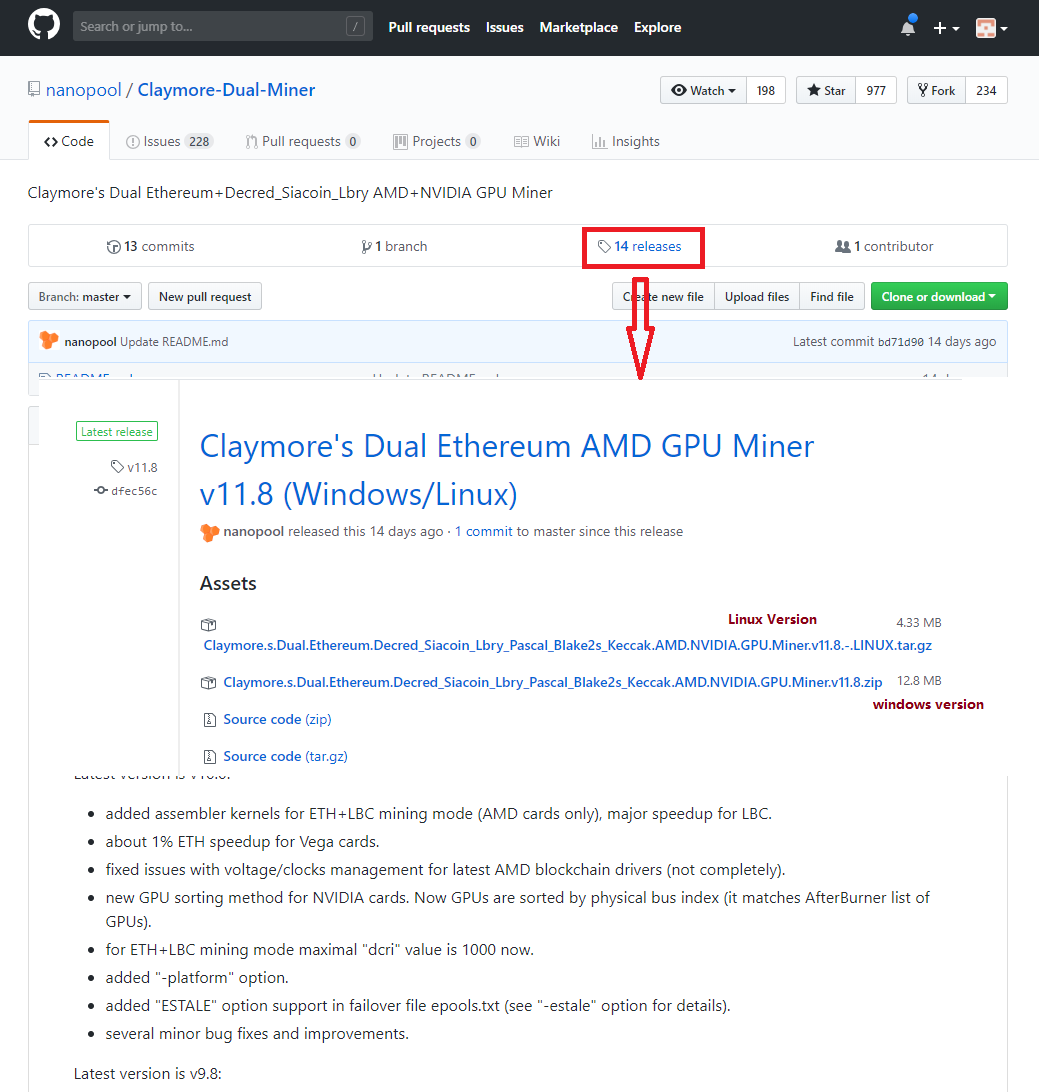 Search or jump to... /
Pull requests Issues Marketplace Explore
nanopool / Claymore-Dual-Miner
Watch 198 Star 977 Fork 234
Code Issues 228 Pull requests 0 Projects 0 Wiki Insights
Claymore's Dual Ethereum+Decred_Siacoin_Lbry AMD+NVIDIA GPU Miner
13 commits 1 branch 14 releases 1 contributor
Branch: master New pull request Create new file Upload files Find file Clone or download
nanopool Update README.md Latest commit bd71d90 14 days ago
Latest release
v11.8
dfec56c
Claymore's Dual Ethereum AMD GPU Miner
v11.8 (Windows/Linux)
nanopool released this 14 days ago · 1 commit to master since this release
Assets
Linux Version 4.33 MB
Claymore.s.Dual.Ethereum.Decred_Siacoin_Lbry_Pascal_Blake2s_Keccak.AMD.NVIDIA.GPU.Miner.v11.8.-.LINUX.tar.gz
Claymore.s.Dual.Ethereum.Decred_Siacoin_Lbry_Pascal_Blake2s_Keccak.AMD.NVIDIA.GPU.Miner.v11.8.zip 12.8 MB
windows version
Source code (zip)
Source code (tar.gz)
Latest version is
added assembler kernels for ETH+LBC mining mode (AMD cards only), major speedup for LBC.
about 1% ETH speedup for Vega cards.
fixed issues with voltage/clocks management for latest AMD blockchain drivers (not completely).
new GPU sorting method for NVIDIA cards. Now GPUs are sorted by physical bus index (it matches AfterBurner list of
GPUs).
for ETH+LBC mining mode maximal "dcri" value is 1000 now.
added "-platform" option.
added "ESTALE" option support in failover file epools.txt (see "-estale" option for details).
several minor bug fixes and improvements.
Latest version is v9.8: